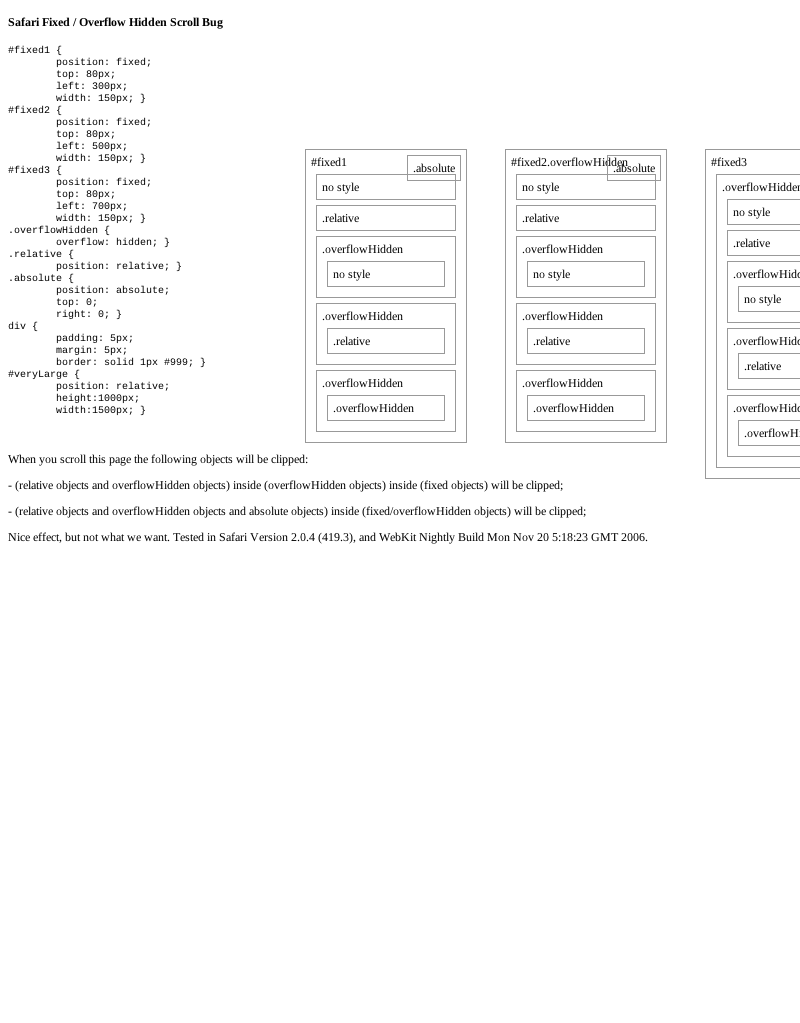 Safari Fixed / Overflow Hidden Scroll Bug
#fixed1 {
position: fixed;
top: 80px;
left: 300px;
width: 150px; }
#fixed2 {
position: fixed;
top: 80px;
left: 500px;
width: 150px; }
#fixed3 {
position: fixed;
top: 80px;
left: 700px;
width: 150px; }
.overflowHidden {
overflow: hidden; }
.relative {
position: relative; }
.absolute {
position: absolute;
top: 0;
right: 0; }
div {
padding: 5px;
margin: 5px;
border: solid 1px #999; }
#veryLarge {
position: relative;
height:1000px;
width:1500px; }
#fixed1
.absolute
no style
.relative
.overflowHidden
no style
.overflowHidden
.relative
.overflowHidden
.overflowHidden
#fixed2.overflowHidden
.absolute
no style
.relative
.overflowHidden
no style
.overflowHidden
.relative
.overflowHidden
.overflowHidden
#fixed3
.overflowHidden
no style
.relative
.overflowHidd
no style
.overflowHidd
.relative
.overflowHidd
.overflowHi
When you scroll this page the following objects will be clipped:
- (relative objects and overflowHidden objects) inside (overflowHidden objects) inside (fixed objects) will be clipped;
- (relative objects and overflowHidden objects and absolute objects) inside (fixed/overflowHidden objects) will be clipped;
Nice effect, but not what we want. Tested in Safari Version 2.0.4 (419.3), and WebKit Nightly Build Mon Nov 20 5:18:23 GMT 2006.